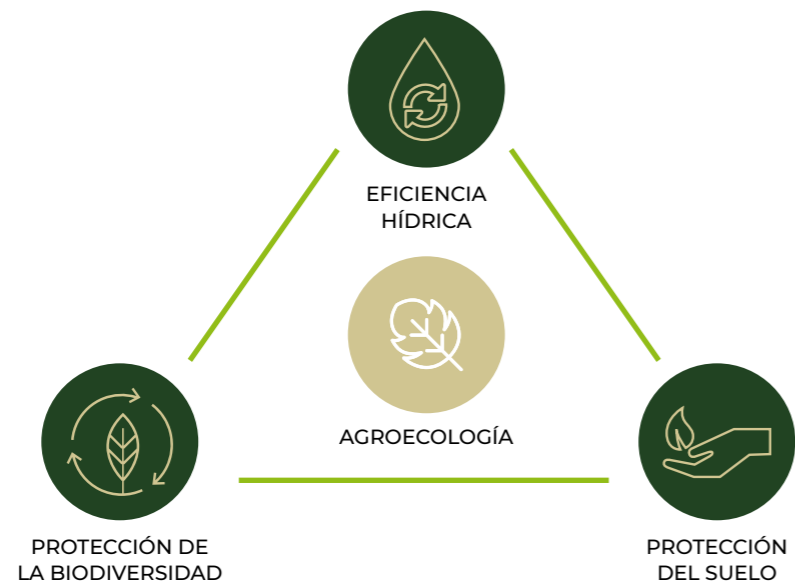 EFICIENCIA
HÍDRICA
AGROECOLOGÍA
PROTECCIÓN DE
LA BIODIVERSIDAD
PROTECCIÓN
DEL SUELO